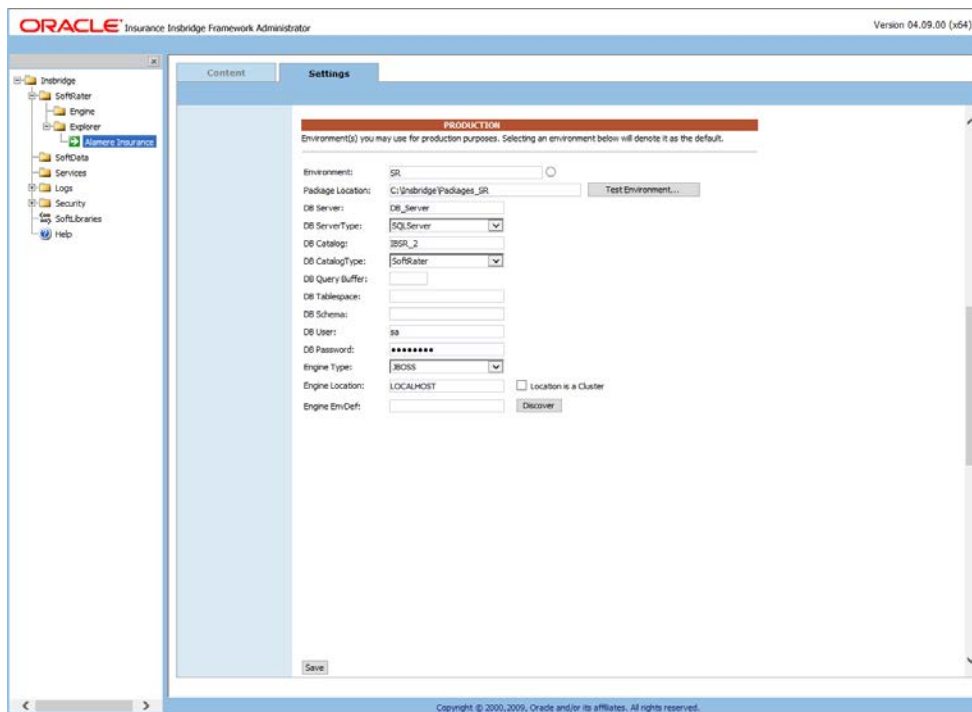 ORACLE Insurance Insbridge Framework Administrator
Version 04.09.00 (x64)
Insbridge
SoftRater
Engine
Explorer
Alamere Insurance
SoftData
Services
Logs
Security
SoftLibraries
Help
Content
Settings
PRODUCTION
Environment(s) you may use for production purposes. Selecting an environment below will denote it as the default.
Environment: SR
Package Location: C:\Insbridge\Packages_SR Test Environment...
DB Server: DB_Server
DB ServerType: SQLServer
DB Catalog: IBSR_2
DB CatalogType: SoftRater
DB Query Buffer:
DB Tablespace:
DB Schema:
DB User: sa
DB Password: ●●●●●●●●
Engine Type: JBOSS
Engine Location: LOCALHOST Location is a Cluster
Engine EnvDef: Discover
Save
Copyright © 2000,2009, Oracle and/or its affiliates. All rights reserved.